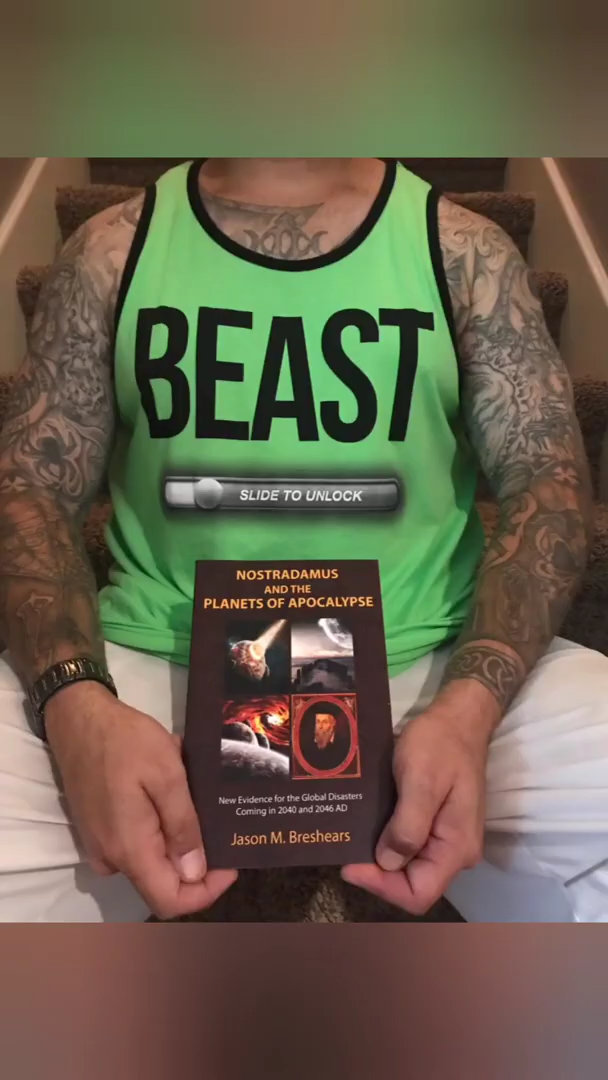 BEAST
SLIDE TO UNLOCK
NOSTRADAMUS
AND THE
PLANETS OF APOCALYPSE
New Evidence for the Global Disasters
Coming in 2040 and 2046 AD
Jason M. Breshears